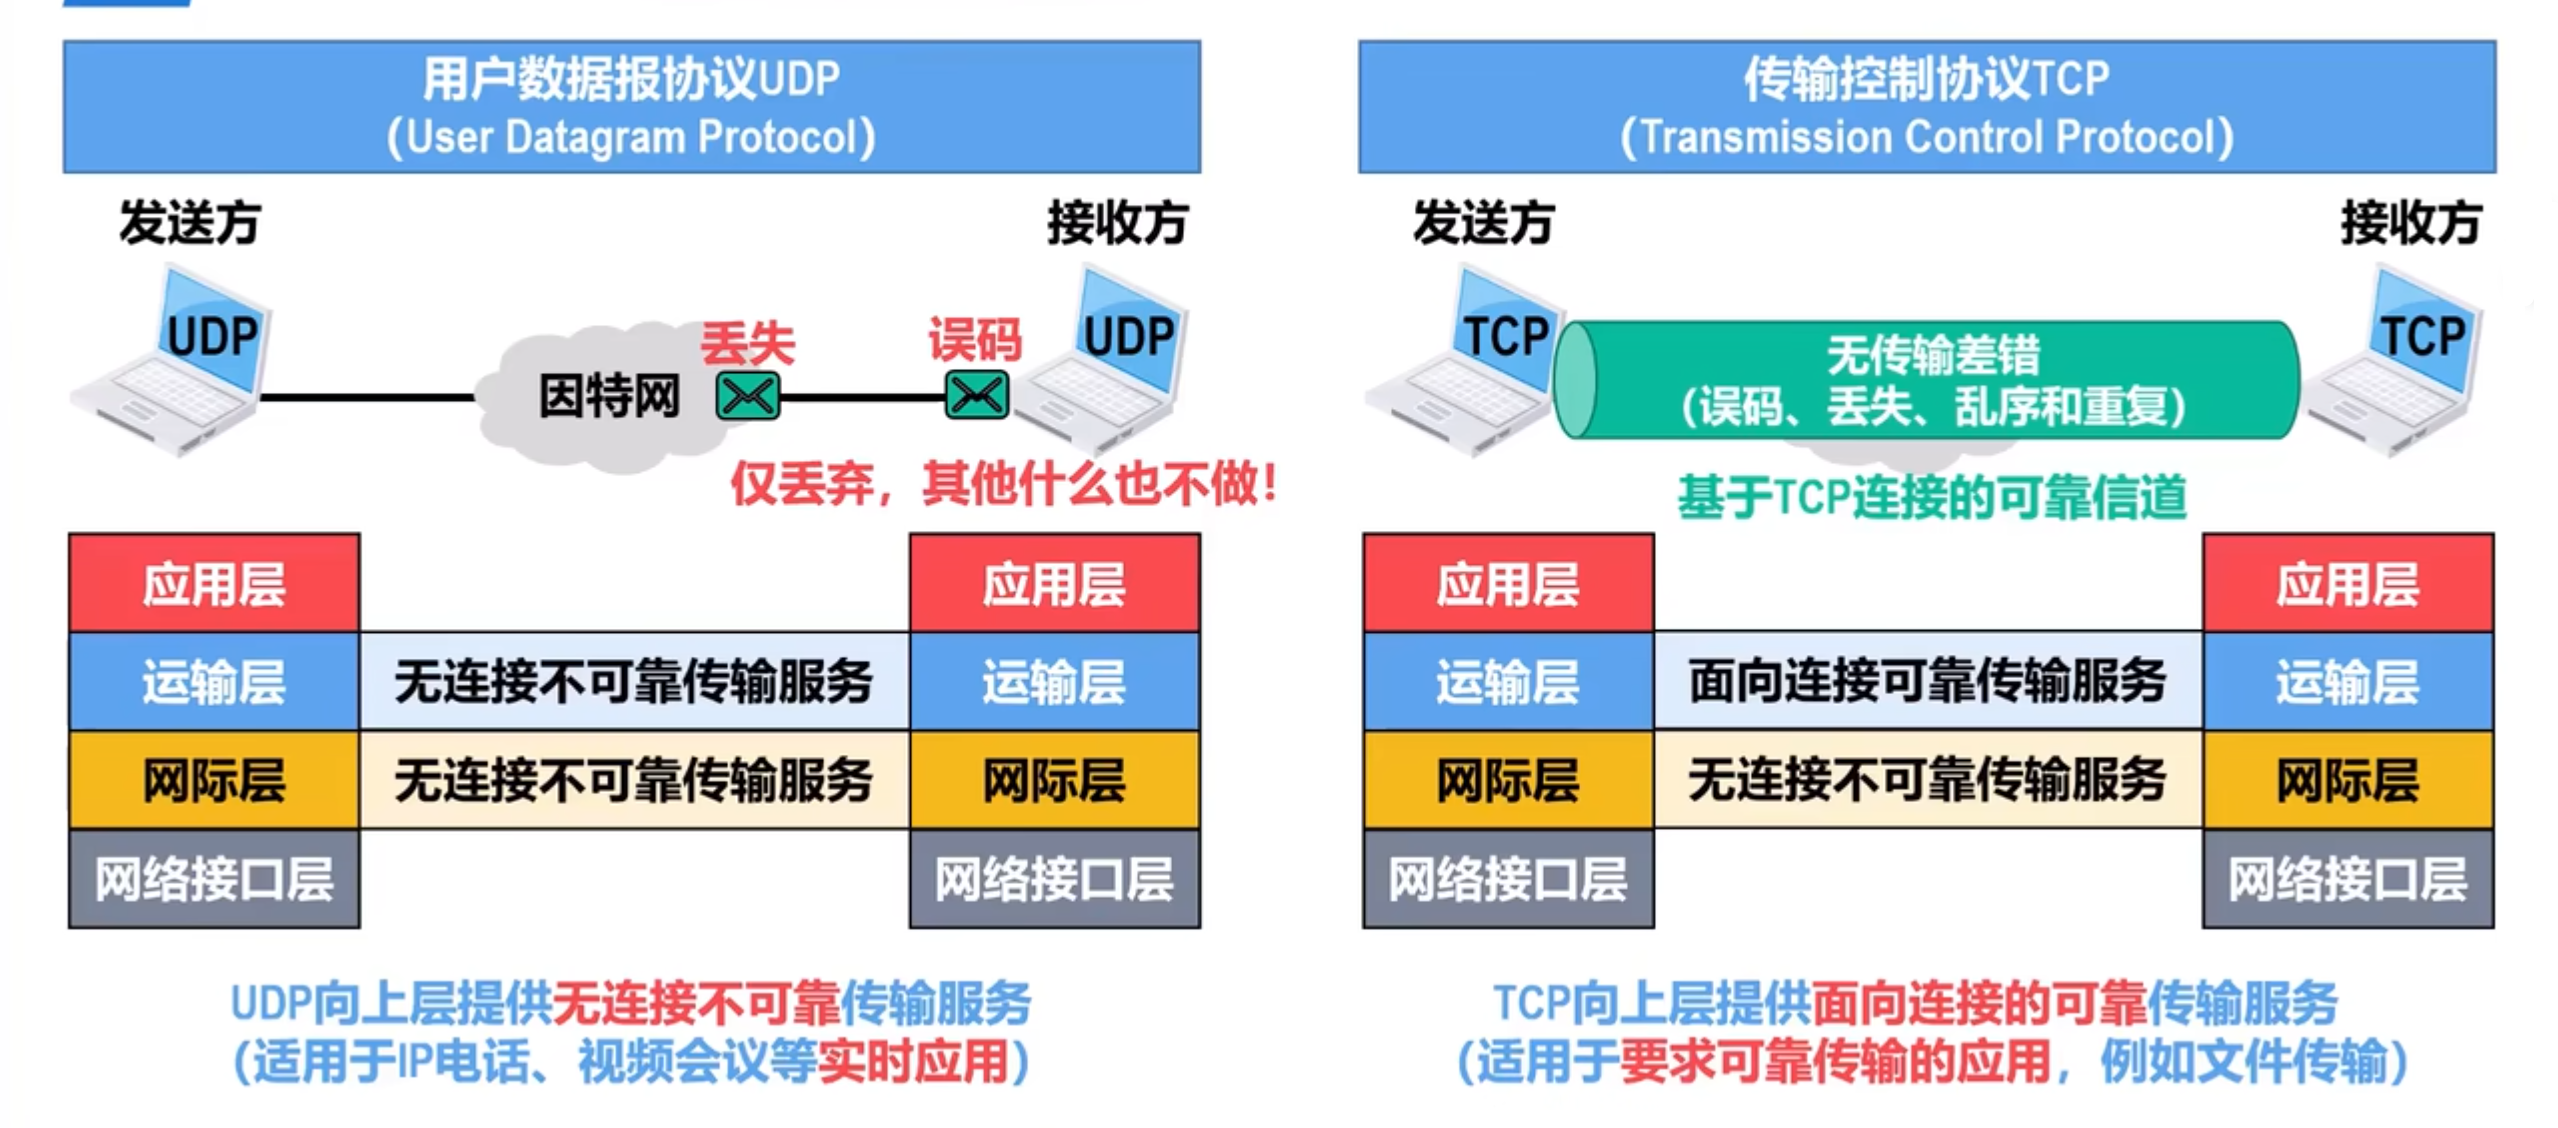 用户数据报协议UDP
(User Datagram Protocol)
发送方
接收方
UDP
因特网
丢失
误码
UDP
仅丢弃，其他什么也不做！
应用层
应用层
运输层
无连接不可靠传输服务
运输层
网际层
无连接不可靠传输服务
网际层
网络接口层
网络接口层
UDP向上层提供无连接不可靠传输服务
(适用于IP电话、视频会议等实时应用)
传输控制协议TCP
(Transmission Control Protocol)
发送方
接收方
TCP
无传输差错
(误码、丢失、乱序和重复)
TCP
基于TCP连接的可靠信道
应用层
应用层
运输层
面向连接可靠传输服务
运输层
网际层
无连接不可靠传输服务
网际层
网络接口层
网络接口层
TCP向上层提供面向连接的可靠传输服务
(适用于要求可靠传输的应用，例如文件传输)